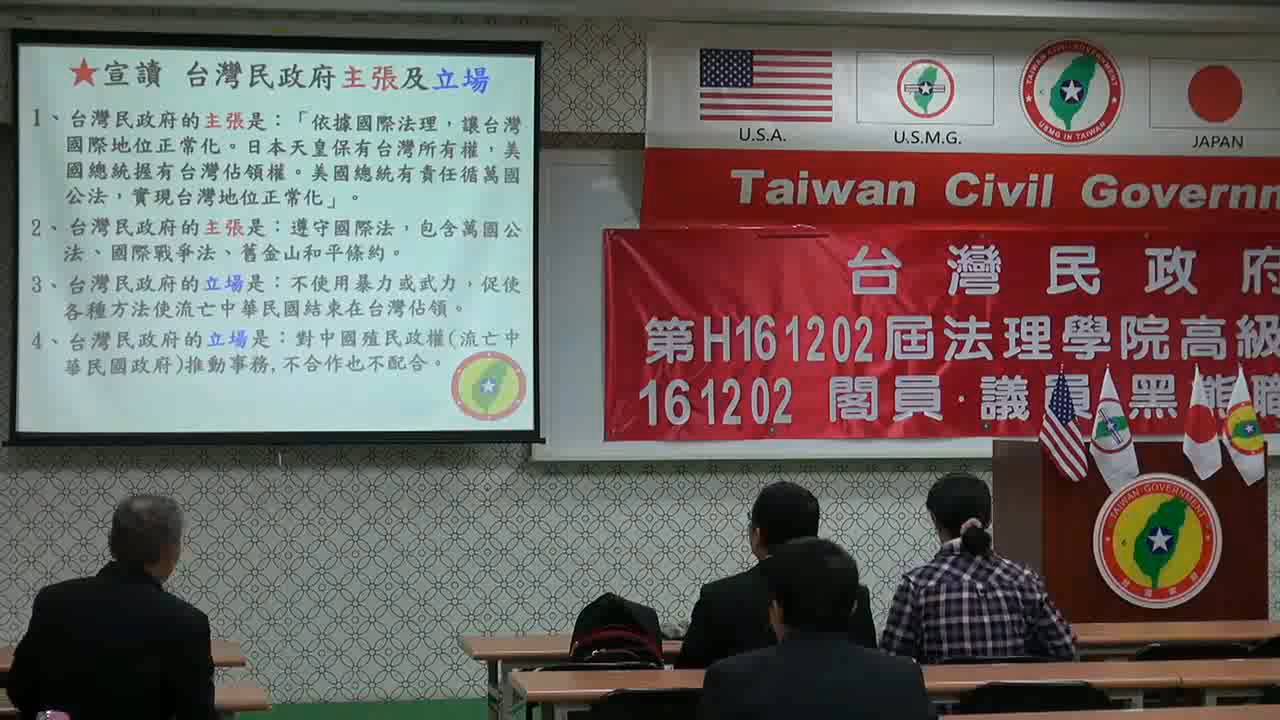 ★宣讀 台灣民政府主張及立場
1、台灣民政府的主張是：「依據國際法理，讓台灣
國際地位正常化。日本天皇保有台灣所有權，美
國總統握有台灣佔領權。美國總統有責任循萬國
公法，實現台灣地位正常化」。
2、台灣民政府的主張是：遵守國際法，包含萬國公
法、國際戰爭法、舊金山和平條約。
3、台灣民政府的立場是：不使用暴力或武力，促使
各種方法使流亡中華民國結束在台灣佔領。
4、台灣民政府的立場是：對中國殖民政權(流亡中
華民國政府)推動事務,不合作也不配合。
U.S.A.
U.S.M.G.
TAIWAN CIVIL GOVERNMENT
USMG IN TAIWAN
JAPAN
Taiwan Civil Governm
台灣民政府
第H161202屆法理學院高級
161202 閣員·議員黑熊職
TAIWAN GOVERNMENT